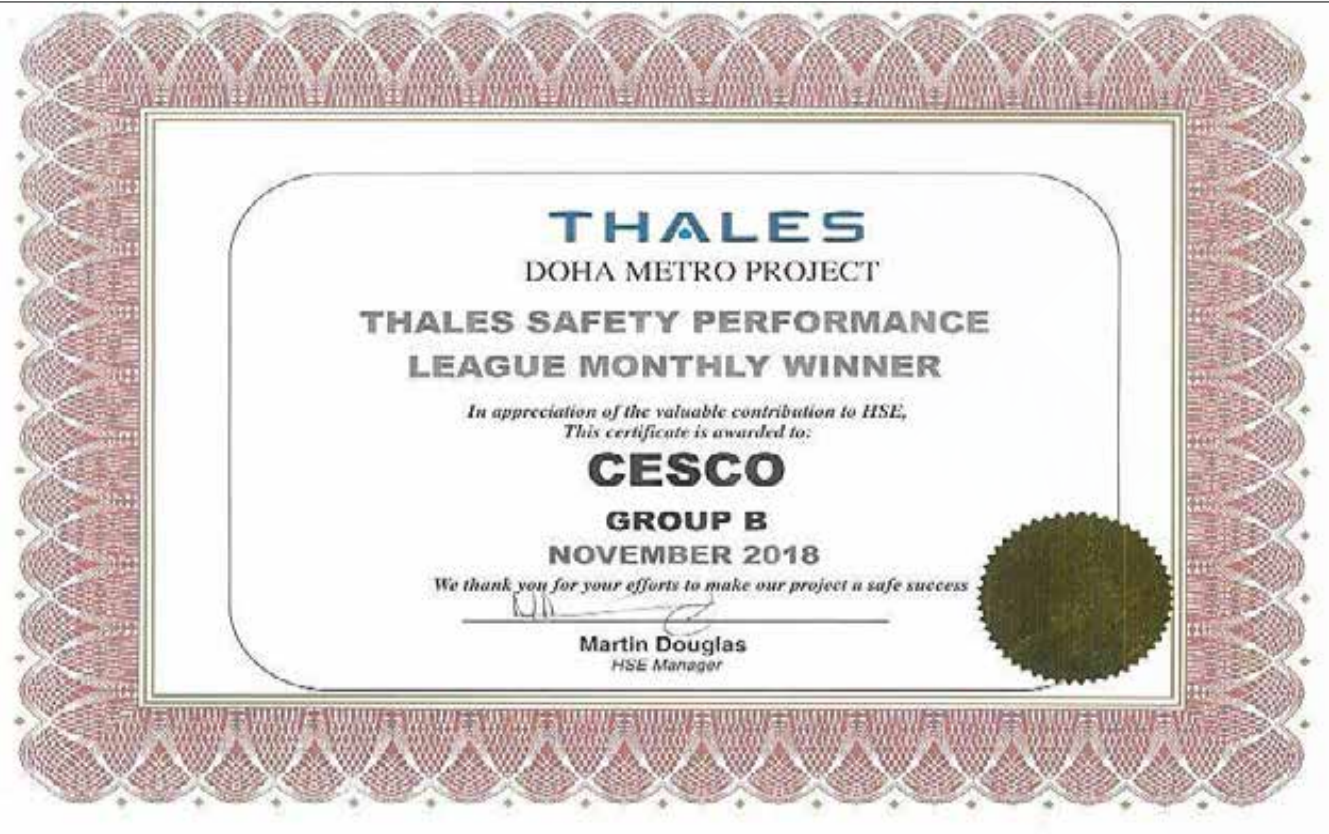 THALES
DOHA METRO PROJECT
THALES SAFETY PERFORMANCE
LEAGUE MONTHLY WINNER
In appreciation of the valuable contribution to HSE,
This certificate is awarded to:
CESCO
GROUP B
NOVEMBER 2018
We thank you for your efforts to make our project a safe success
Martin Douglas
HSE Manager